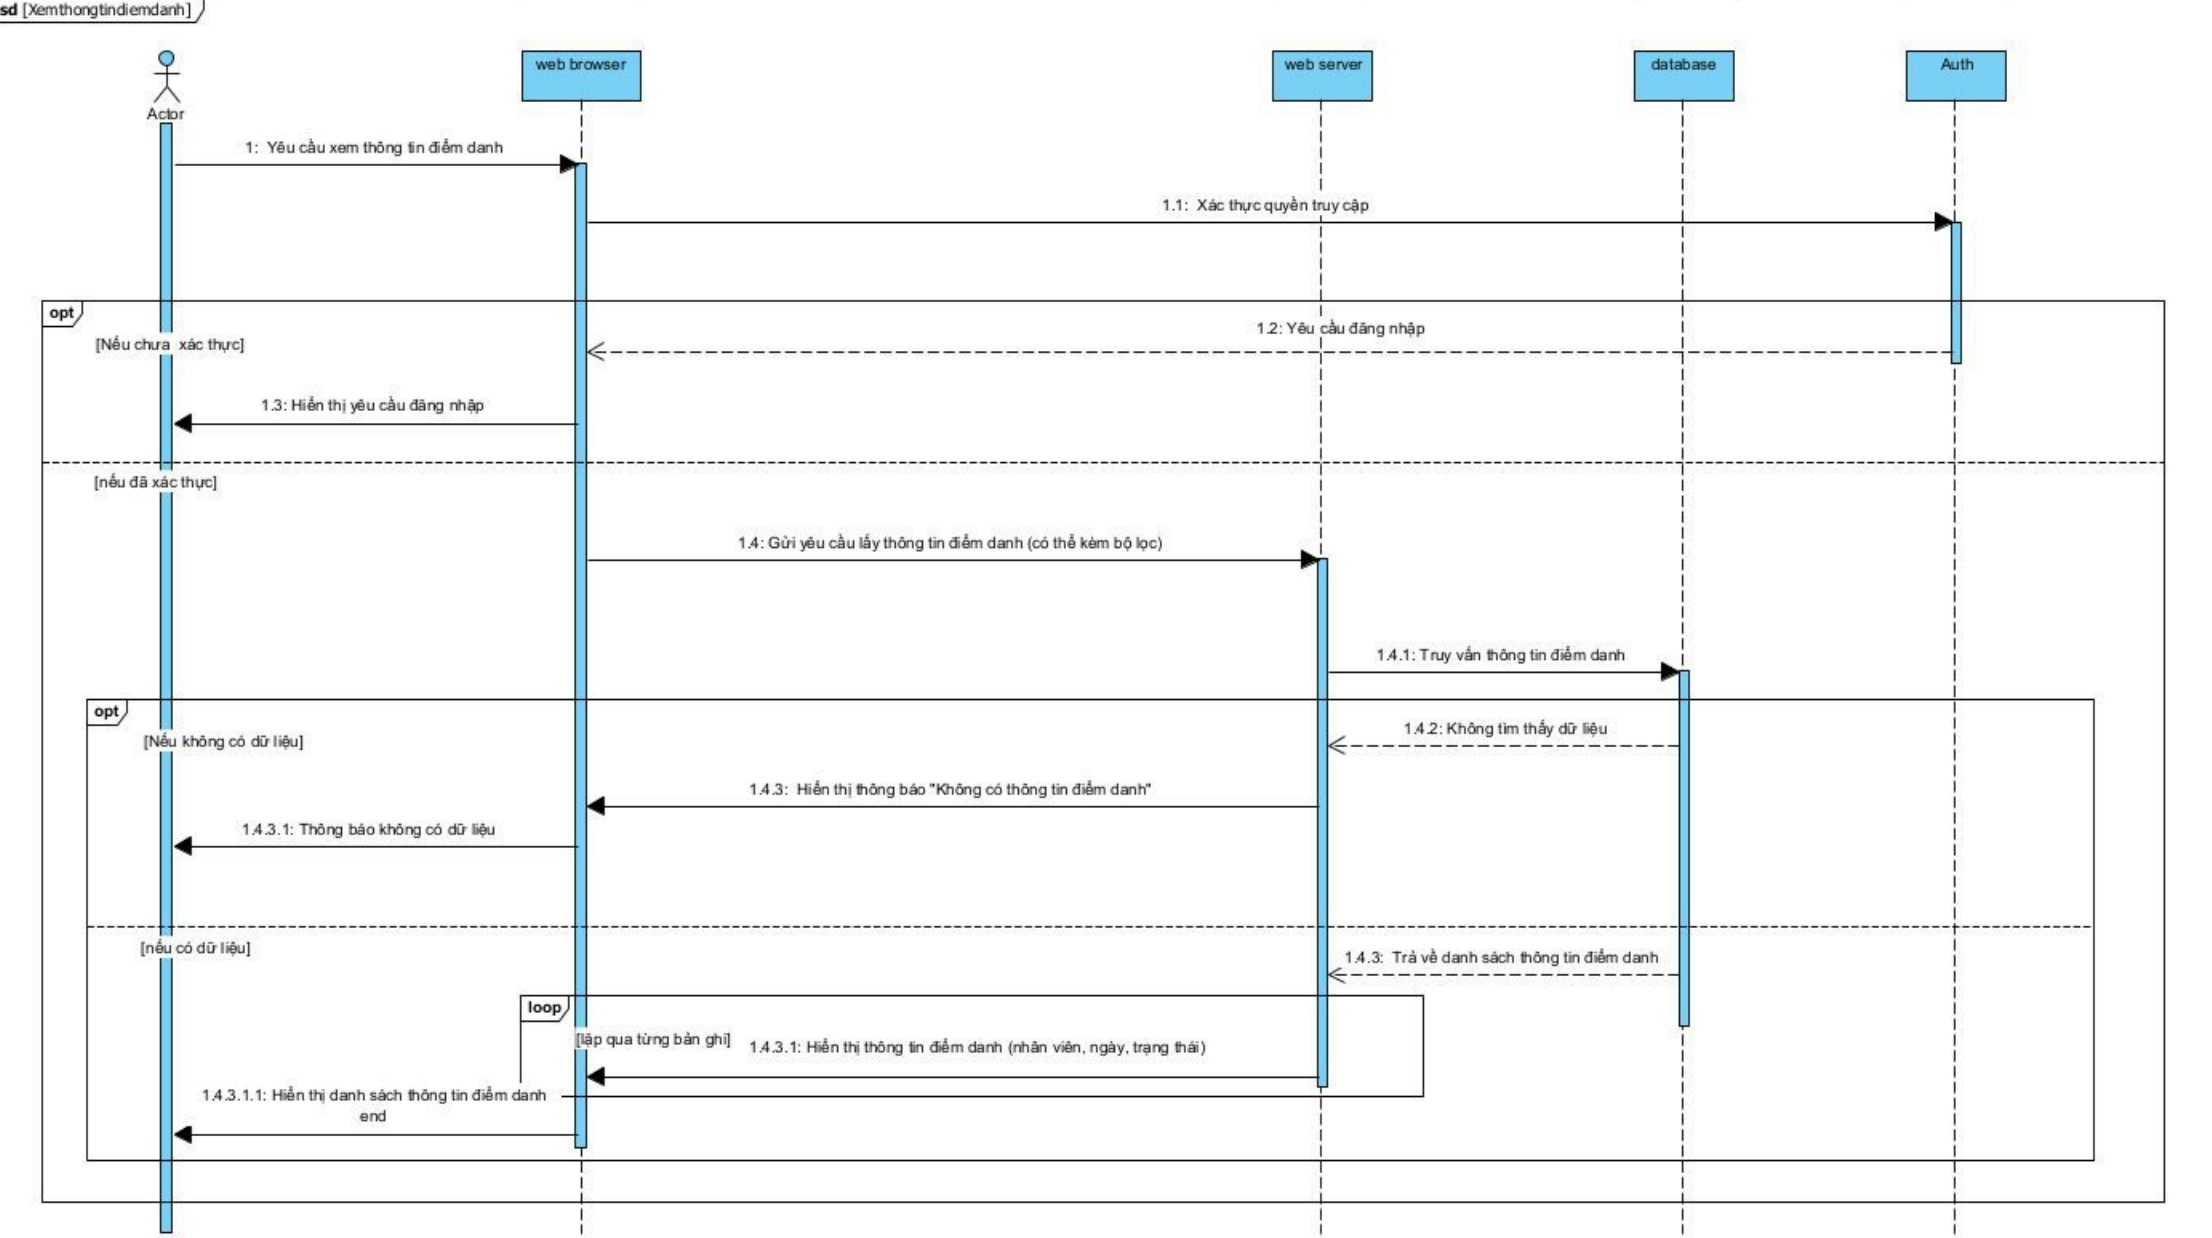 sd [Xemthongtindiemdanh]
Actor
web browser
web server
database
Auth
1: Yêu cầu xem thông tin điểm danh
1.1: Xác thực quyền truy cập
opt
[Nếu chưa xác thực]
1.2: Yêu cầu đăng nhập
1.3: Hiển thị yêu cầu đăng nhập
[nếu đã xác thực]
1.4: Gửi yêu cầu lấy thông tin điểm danh (có thể kèm bộ lọc)
1.4.1: Truy vấn thông tin điểm danh
opt
[Nếu không có dữ liệu]
1.4.2: Không tìm thấy dữ liệu
1.4.3: Hiển thị thông báo "Không có thông tin điểm danh"
1.4.3.1: Thông báo không có dữ liệu
[nếu có dữ liệu]
1.4.3: Trả về danh sách thông tin điểm danh
loop
[lặp qua từng bản ghi]
1.4.3.1: Hiển thị thông tin điểm danh (nhân viên, ngày, trạng thái)
1.4.3.1.1: Hiển thị danh sách thông tin điểm danh
end